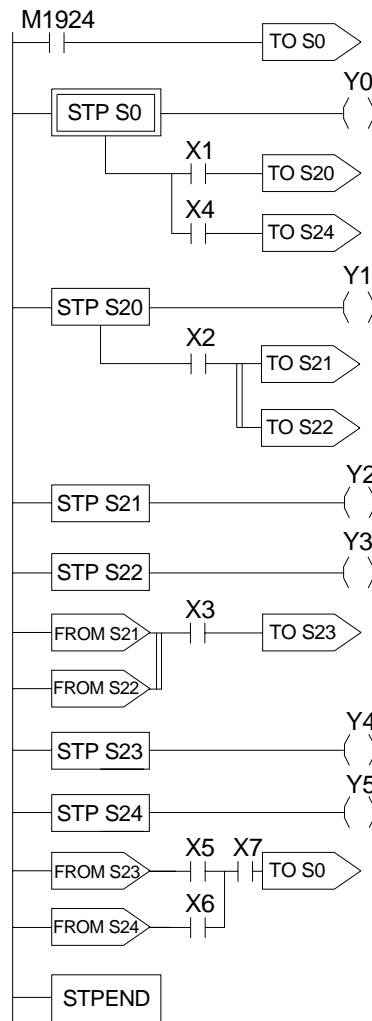 M1924
TO S0
Y0
STP S0
X1
TO S20
X4
TO S24
Y1
STP S20
X2
TO S21
TO S22
Y2
STP S21
Y3
STP S22
X3
FROM S21
TO S23
FROM S22
Y4
STP S23
Y5
STP S24
X5 X7
FROM S23
TO S0
X6
FROM S24
STPEND